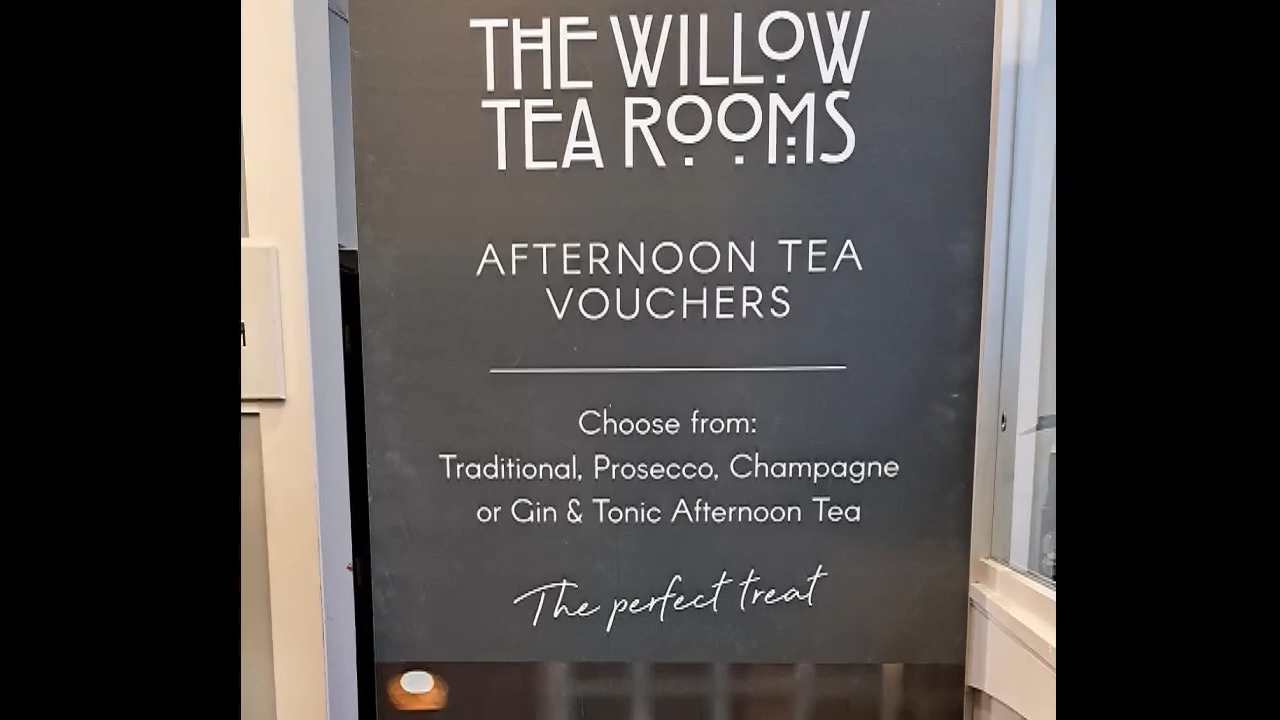 THE WILLOW
TEA ROOMS
AFTERNOON TEA
VOUCHERS
Choose from:
Traditional, Prosecco, Champagne
or Gin & Tonic Afternoon Tea
The perfect treat